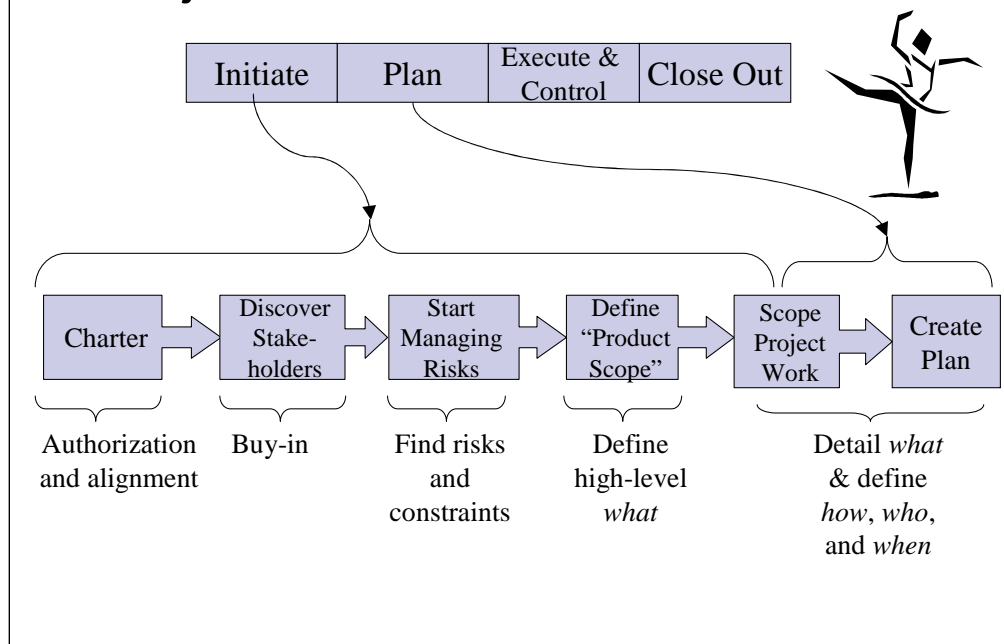 Initiate
Plan
Execute &
Control
Close Out
Charter
Discover
Stake-
holders
Start
Managing
Risks
Define
“Product
Scope”
Scope
Project
Work
Create
Plan
Authorization
and alignment
Buy-in
Find risks
and
constraints
Define
high-level
what
Detail what
& define
how, who,
and when